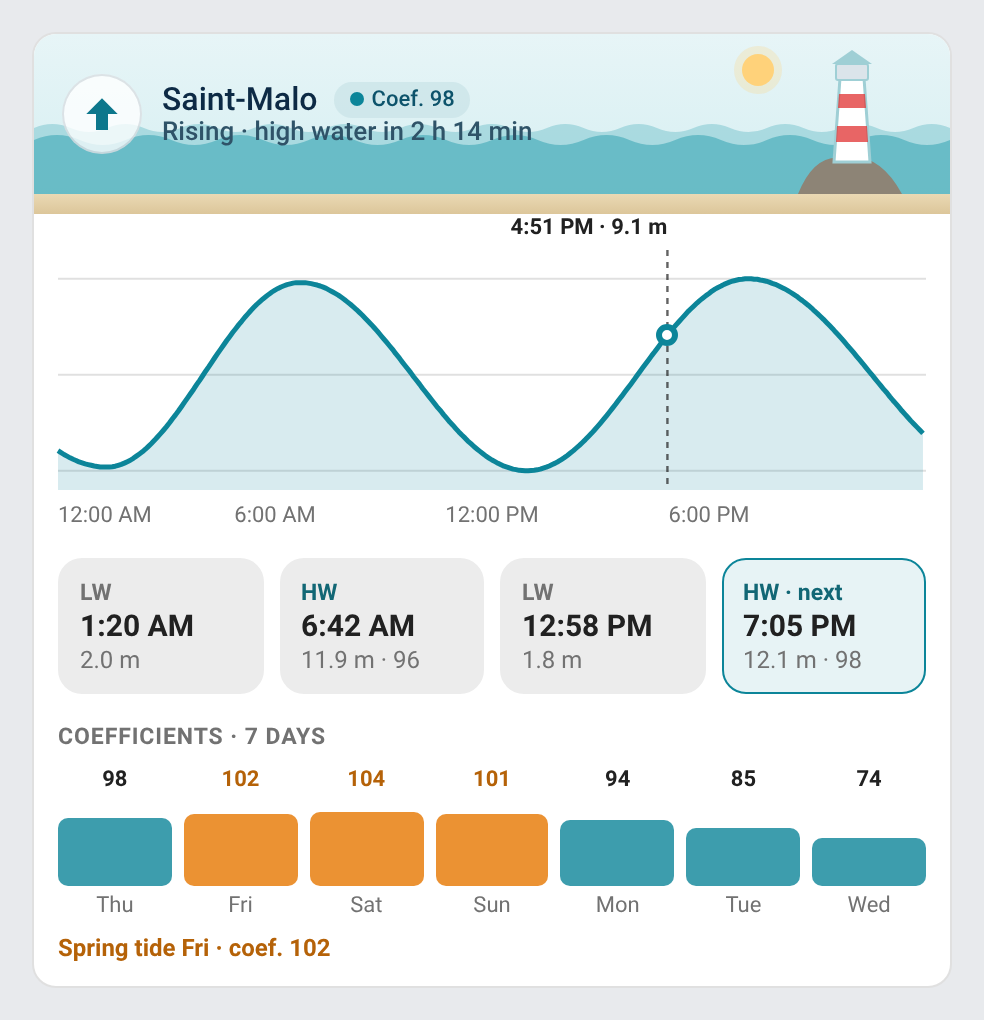 Saint-Malo
Coef. 98
Rising · high water in 2 h 14 min
4:51 PM · 9.1 m
12:00 AM 6:00 AM 12:00 PM 6:00 PM
LW
1:20 AM
2.0 m
HW
6:42 AM
11.9 m · 96
LW
12:58 PM
1.8 m
HW · next
7:05 PM
12.1 m · 98
COEFFICIENTS · 7 DAYS
98 102 104 101 94 85 74
Thu Fri Sat Sun Mon Tue Wed
Spring tide Fri · coef. 102